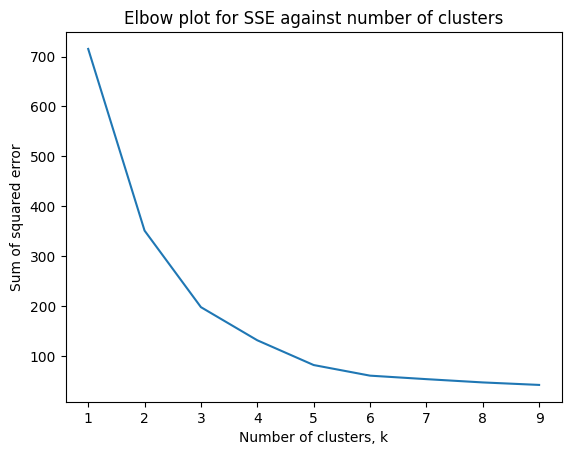 Elbow plot for SSE against number of clusters
700
600
500
400
300
200
100
Sum of squared error
1 2 3 4 5 6 7 8 9
Number of clusters, k